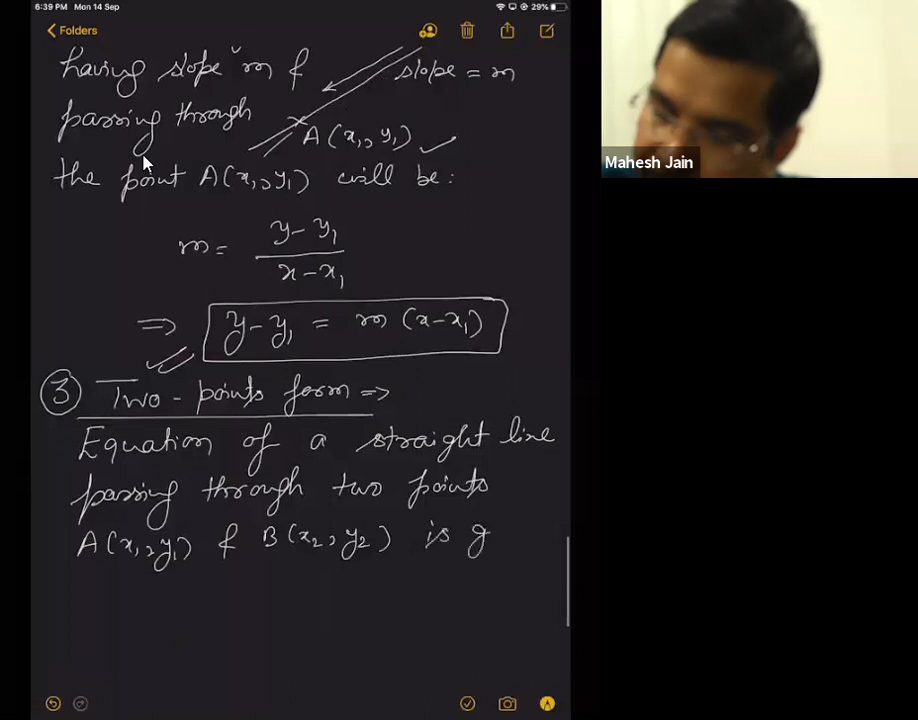 6:39 PM Mon 14 Sep
29%
Folders
having slope m & slope = m
passing through
A(x₁, y₁)
the point A(x₁, y₁) will be:
m = (y - y₁)/(x - x₁)
⇒ y - y₁ = m (x - x₁)
③ Two - points form ⇒
Equation of a straight line
passing through two points
A(x₁, y₁) & B(x₂, y₂) is g
Mahesh Jain